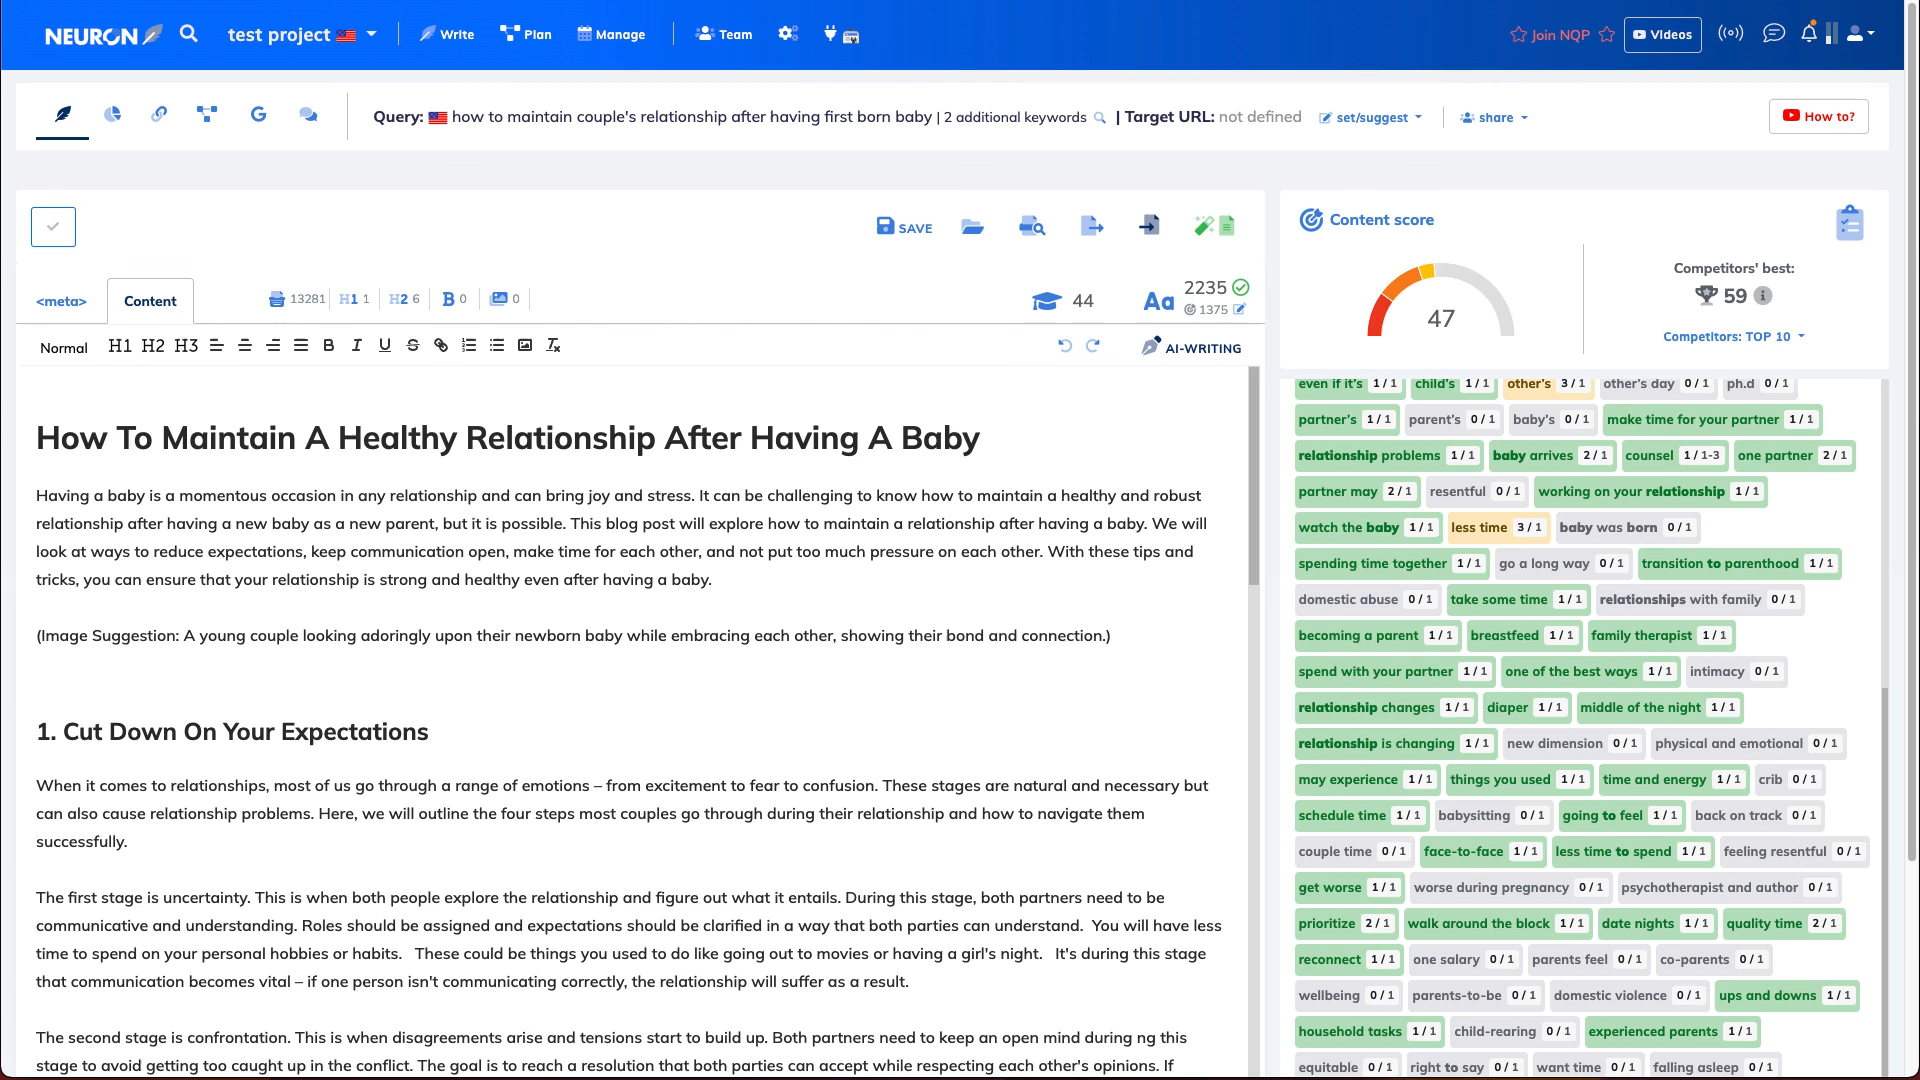 NEURON test project Write Plan Manage Team Join NQP Videos
Query: how to maintain couple's relationship after having first born baby | 2 additional keywords | Target URL: not defined set/suggest share How to?
SAVE
<meta> Content 13281 H1 1 H2 6 B 0 0 44 Aa 2235
1375
Normal H1 H2 H3 B I U S AI-WRITING
How To Maintain A Healthy Relationship After Having A Baby
Having a baby is a momentous occasion in any relationship and can bring joy and stress. It can be challenging to know how to maintain a healthy and robust
relationship after having a new baby as a new parent, but it is possible. This blog post will explore how to maintain a relationship after having a baby. We will
look at ways to reduce expectations, keep communication open, make time for each other, and not put too much pressure on each other. With these tips and
tricks, you can ensure that your relationship is strong and healthy even after having a baby.
(Image Suggestion: A young couple looking adoringly upon their newborn baby while embracing each other, showing their bond and connection.)
1. Cut Down On Your Expectations
When it comes to relationships, most of us go through a range of emotions – from excitement to fear to confusion. These stages are natural and necessary but
can also cause relationship problems. Here, we will outline the four steps most couples go through during their relationship and how to navigate them
successfully.
The first stage is uncertainty. This is when both people explore the relationship and figure out what it entails. During this stage, both partners need to be
communicative and understanding. Roles should be assigned and expectations should be clarified in a way that both parties can understand. You will have less
time to spend on your personal hobbies or habits. These could be things you used to do like going out to movies or having a girl's night. It's during this stage
that communication becomes vital – if one person isn't communicating correctly, the relationship will suffer as a result.
The second stage is confrontation. This is when disagreements arise and tensions start to build up. Both partners need to keep an open mind during ng this
stage to avoid getting too caught up in the conflict. The goal is to reach a resolution that both parties can accept while respecting each other's opinions. If
Content score
47
Competitors' best:
59
Competitors: TOP 10
even if it's 1 / 1 child's 1 / 1 other's 3 / 1 other's day 0 / 1 ph.d 0 / 1
partner's 1 / 1 parent's 0 / 1 baby's 0 / 1 make time for your partner 1 / 1
relationship problems 1 / 1 baby arrives 2 / 1 counsel 1 / 1-3 one partner 2 / 1
partner may 2 / 1 resentful 0 / 1 working on your relationship 1 / 1
watch the baby 1 / 1 less time 3 / 1 baby was born 0 / 1
spending time together 1 / 1 go a long way 0 / 1 transition to parenthood 1 / 1
domestic abuse 0 / 1 take some time 1 / 1 relationships with family 0 / 1
becoming a parent 1 / 1 breastfeed 1 / 1 family therapist 1 / 1
spend with your partner 1 / 1 one of the best ways 1 / 1 intimacy 0 / 1
relationship changes 1 / 1 diaper 1 / 1 middle of the night 1 / 1
relationship is changing 1 / 1 new dimension 0 / 1 physical and emotional 0 / 1
may experience 1 / 1 things you used 1 / 1 time and energy 1 / 1 crib 0 / 1
schedule time 1 / 1 babysitting 0 / 1 going to feel 1 / 1 back on track 0 / 1
couple time 0 / 1 face-to-face 1 / 1 less time to spend 1 / 1 feeling resentful 0 / 1
get worse 1 / 1 worse during pregnancy 0 / 1 psychotherapist and author 0 / 1
prioritize 2 / 1 walk around the block 1 / 1 date nights 1 / 1 quality time 2 / 1
reconnect 1 / 1 one salary 0 / 1 parents feel 0 / 1 co-parents 0 / 1
wellbeing 0 / 1 parents-to-be 0 / 1 domestic violence 0 / 1 ups and downs 1 / 1
household tasks 1 / 1 child-rearing 0 / 1 experienced parents 1 / 1
equitable 0 / 1 right to say 0 / 1 want time 0 / 1 falling asleep 0 / 1